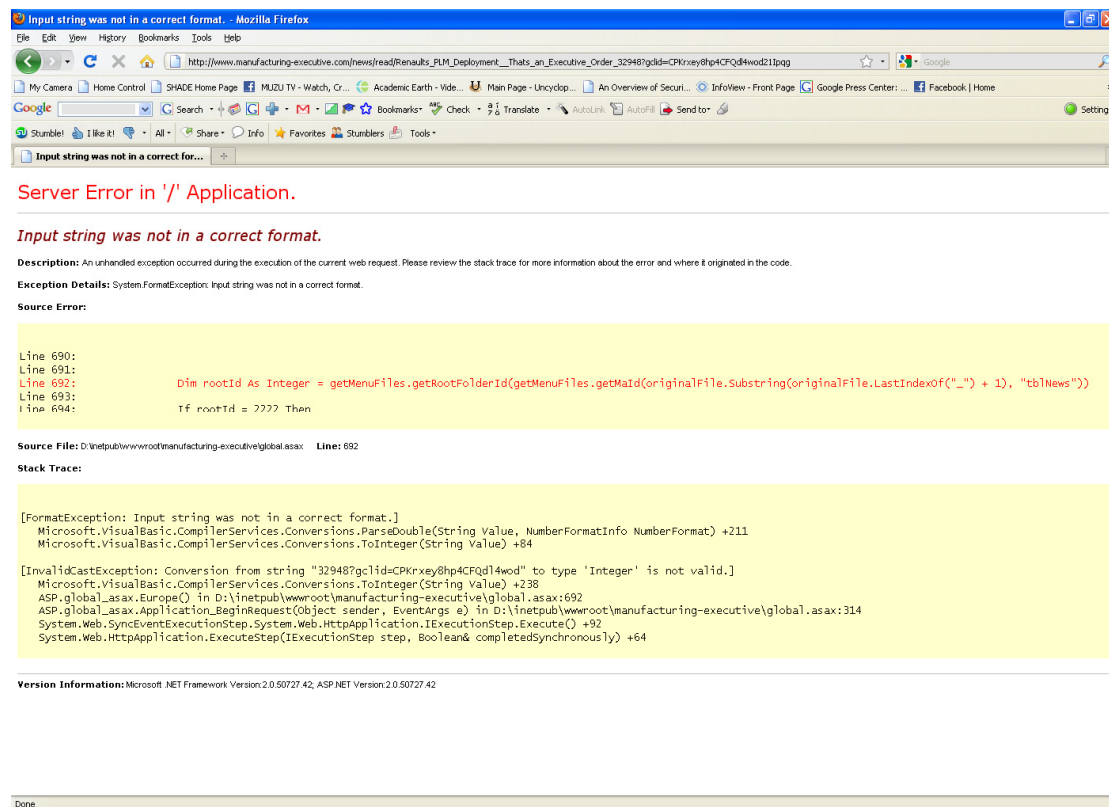 Input string was not in a correct format. - Mozilla Firefox
File Edit View History Bookmarks Tools Help
http://www.manufacturing-executive.com/news/read/Renaults_PLM_Deployment__Thats_an_Executive_Order_32948?gclid=CPKrxey8hp4CFQdl4wod21Ipqg Google
My Camera Home Control SHADE Home Page MUZU TV - Watch, Cr... Academic Earth - Vide... Main Page - Uncyclop... An Overview of Securi... InfoView - Front Page Google Press Center: ... Facebook | Home
Google Search Bookmarks Check Translate AutoLink AutoFill Send to Setting
Stumble! I like it! All Share Info Favorites Stumblers Tools
Input string was not in a correct for...
Server Error in '/' Application.
Input string was not in a correct format.
Description: An unhandled exception occurred during the execution of the current web request. Please review the stack trace for more information about the error and where it originated in the code.
Exception Details: System.FormatException: Input string was not in a correct format.
Source Error:
Line 690:
Line 691:
Line 692: Dim rootId As Integer = getMenuFiles.getRootFolderId(getMenuFiles.getMaId(originalFile.Substring(originalFile.LastIndexOf("_") + 1), "tblNews"))
Line 693:
Line 694: If rootId = 2222 Then
Source File: D:\inetpub\wwwroot\manufacturing-executive\global.asax Line: 692
Stack Trace:
[FormatException: Input string was not in a correct format.]
Microsoft.VisualBasic.CompilerServices.Conversions.ParseDouble(String Value, NumberFormatInfo NumberFormat) +211
Microsoft.VisualBasic.CompilerServices.Conversions.ToInteger(String Value) +84
[InvalidCastException: Conversion from string "32948?gclid=CPKrxey8hp4CFQdl4wod" to type 'Integer' is not valid.]
Microsoft.VisualBasic.CompilerServices.Conversions.ToInteger(String Value) +238
ASP.global_asax.Europe() in D:\inetpub\wwwroot\manufacturing-executive\global.asax:692
ASP.global_asax.Application_BeginRequest(Object sender, EventArgs e) in D:\inetpub\wwwroot\manufacturing-executive\global.asax:314
System.Web.SyncEventExecutionStep.System.Web.HttpApplication.IExecutionStep.Execute() +92
System.Web.HttpApplication.ExecuteStep(IExecutionStep step, Boolean& completedSynchronously) +64
Version Information: Microsoft .NET Framework Version:2.0.50727.42; ASP.NET Version:2.0.50727.42
Done